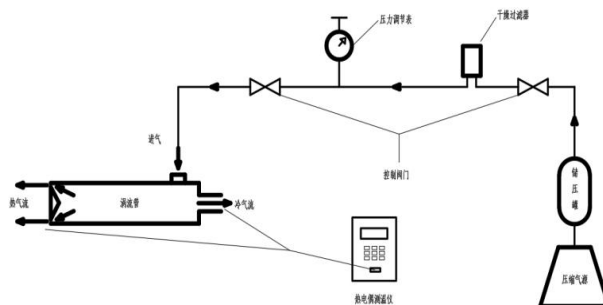 压力调节表
干燥过滤器
进气
控制阀门
储压罐
热气流
涡流管
冷气流
压缩气源
热电偶测温仪